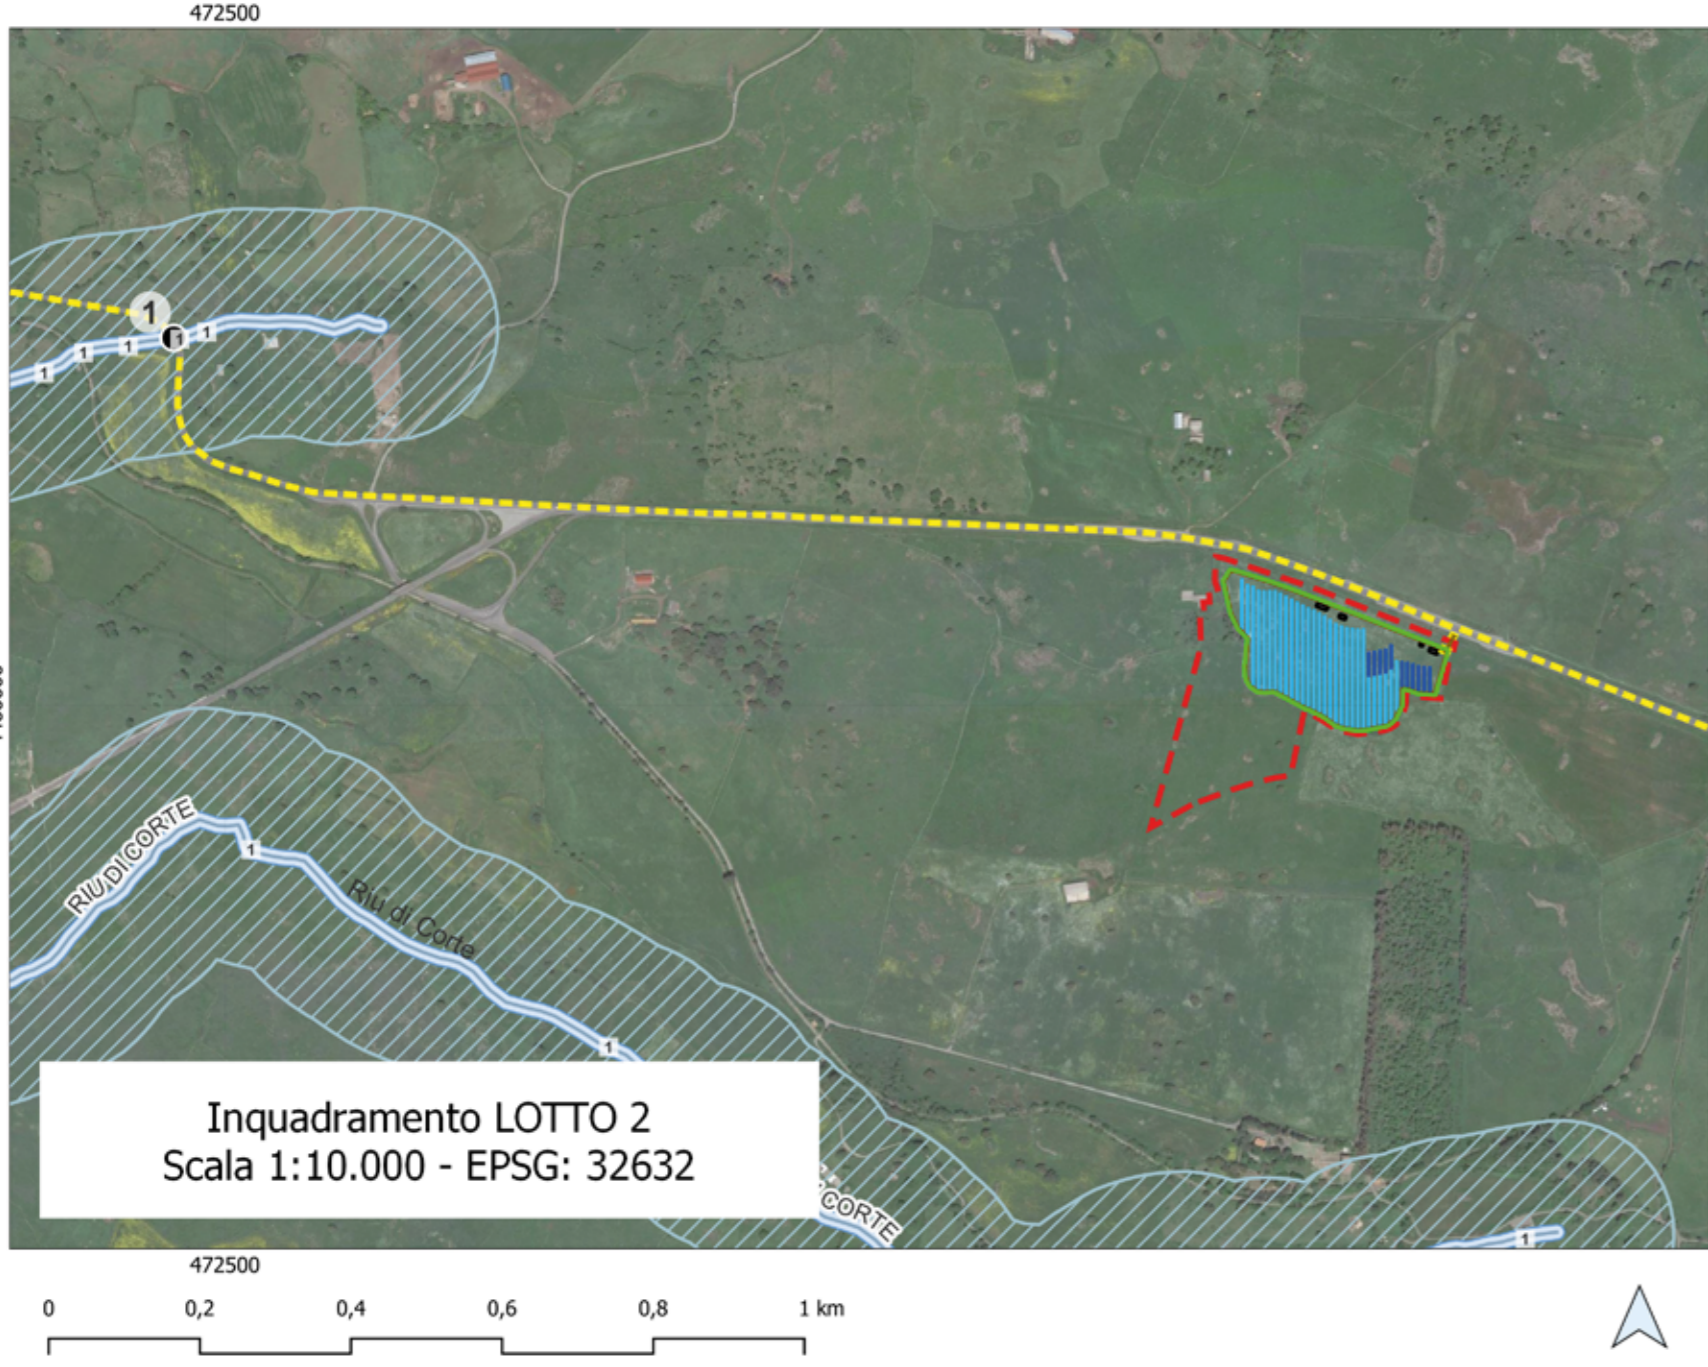 472500
1
1
1
1
1
1
RIU DI CORTE
1
Riu di Corte
1
Inquadramento LOTTO 2
Scala 1:10.000 - EPSG: 32632
CORTE
1
472500
0 0,2 0,4 0,6 0,8 1 km